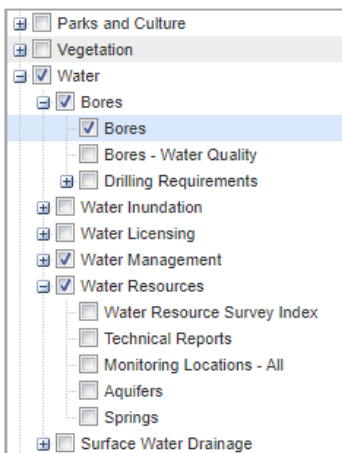 Parks and Culture
Vegetation
Water
Bores
Bores
Bores - Water Quality
Drilling Requirements
Water Inundation
Water Licensing
Water Management
Water Resources
Water Resource Survey Index
Technical Reports
Monitoring Locations - All
Aquifers
Springs
Surface Water Drainage